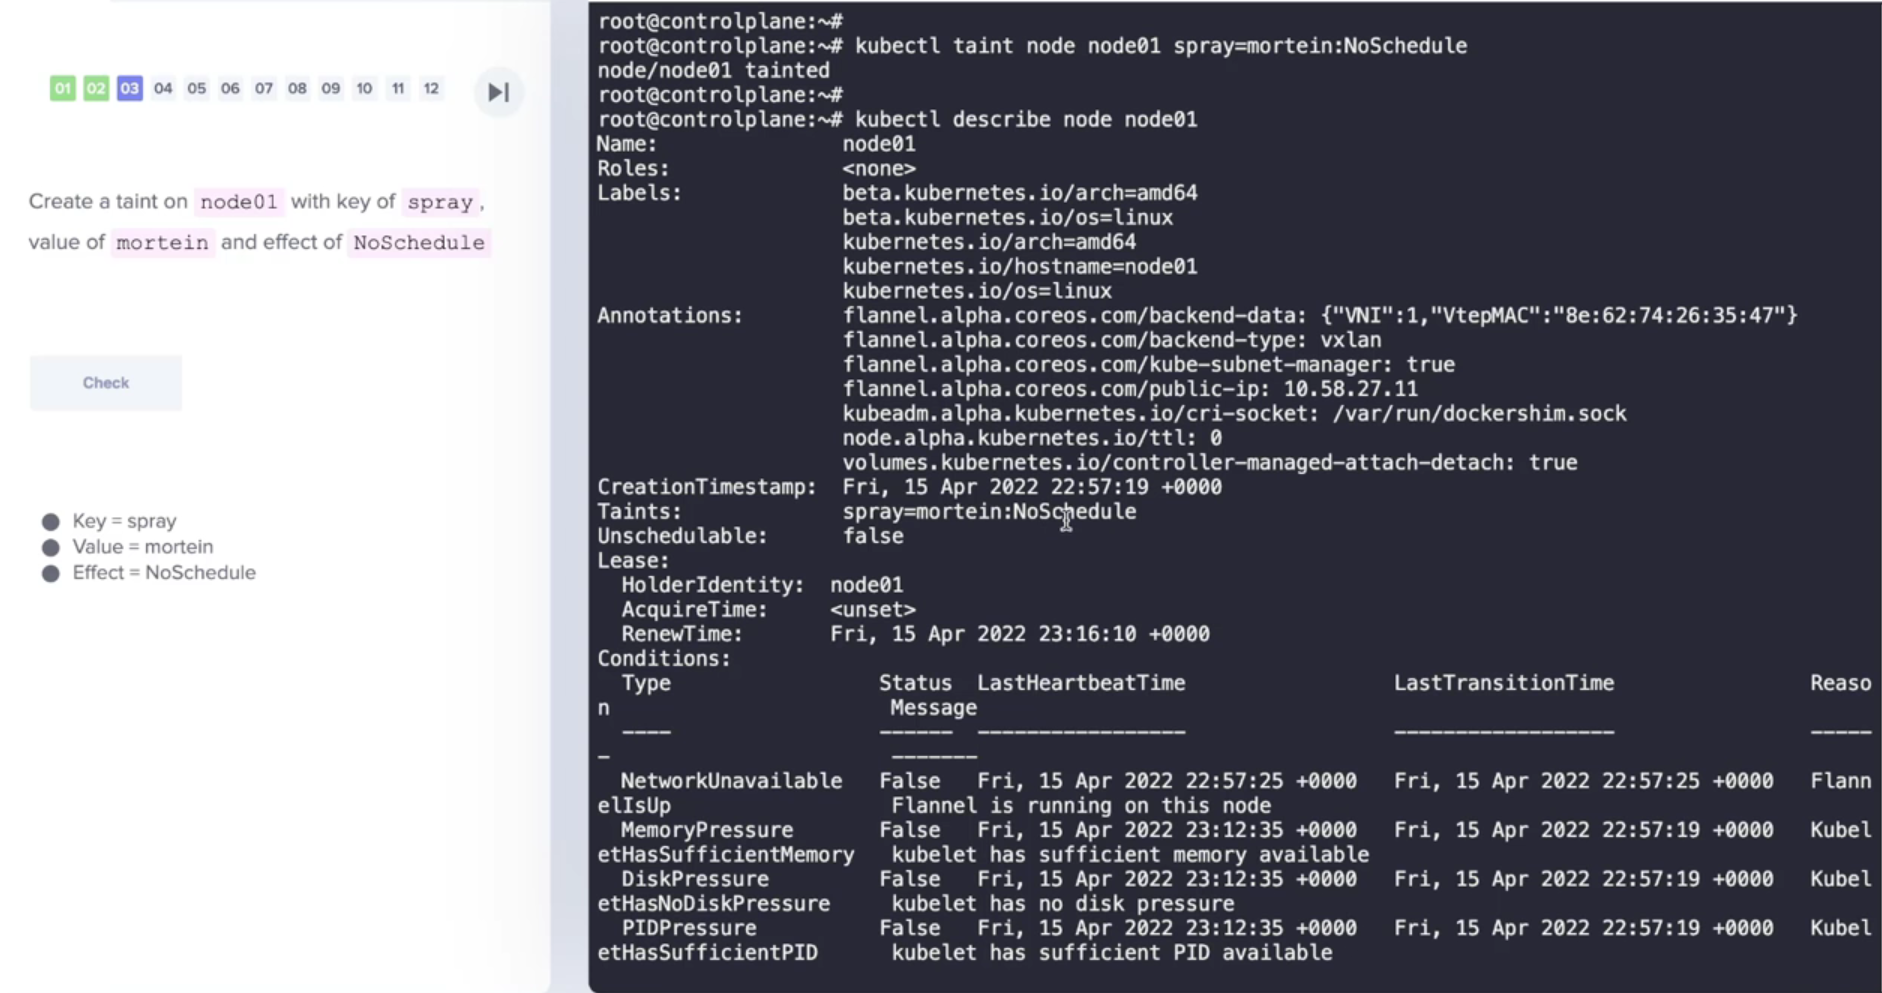 01 02 03 04 05 06 07 08 09 10 11 12
Create a taint on node01 with key of spray,
value of mortein and effect of NoSchedule
Check
Key = spray
Value = mortein
Effect = NoSchedule
root@controlplane:~#
root@controlplane:~# kubectl taint node node01 spray=mortein:NoSchedule
node/node01 tainted
root@controlplane:~#
root@controlplane:~# kubectl describe node node01
Name: node01
Roles: <none>
Labels: beta.kubernetes.io/arch=amd64
beta.kubernetes.io/os=linux
kubernetes.io/arch=amd64
kubernetes.io/hostname=node01
kubernetes.io/os=linux
Annotations: flannel.alpha.coreos.com/backend-data: {"VNI":1,"VtepMAC":"8e:62:74:26:35:47"}
flannel.alpha.coreos.com/backend-type: vxlan
flannel.alpha.coreos.com/kube-subnet-manager: true
flannel.alpha.coreos.com/public-ip: 10.58.27.11
kubeadm.alpha.kubernetes.io/cri-socket: /var/run/dockershim.sock
node.alpha.kubernetes.io/ttl: 0
volumes.kubernetes.io/controller-managed-attach-detach: true
CreationTimestamp: Fri, 15 Apr 2022 22:57:19 +0000
Taints: spray=mortein:NoSchedule
Unschedulable: false
Lease:
HolderIdentity: node01
AcquireTime: <unset>
RenewTime: Fri, 15 Apr 2022 23:16:10 +0000
Conditions:
Type Status LastHeartbeatTime LastTransitionTime Reaso
n Message
---- ------ ----------------- ------------------ -----
- -------
NetworkUnavailable False Fri, 15 Apr 2022 22:57:25 +0000 Fri, 15 Apr 2022 22:57:25 +0000 Flann
elIsUp Flannel is running on this node
MemoryPressure False Fri, 15 Apr 2022 23:12:35 +0000 Fri, 15 Apr 2022 22:57:19 +0000 Kubel
etHasSufficientMemory kubelet has sufficient memory available
DiskPressure False Fri, 15 Apr 2022 23:12:35 +0000 Fri, 15 Apr 2022 22:57:19 +0000 Kubel
etHasNoDiskPressure kubelet has no disk pressure
PIDPressure False Fri, 15 Apr 2022 23:12:35 +0000 Fri, 15 Apr 2022 22:57:19 +0000 Kubel
etHasSufficientPID kubelet has sufficient PID available